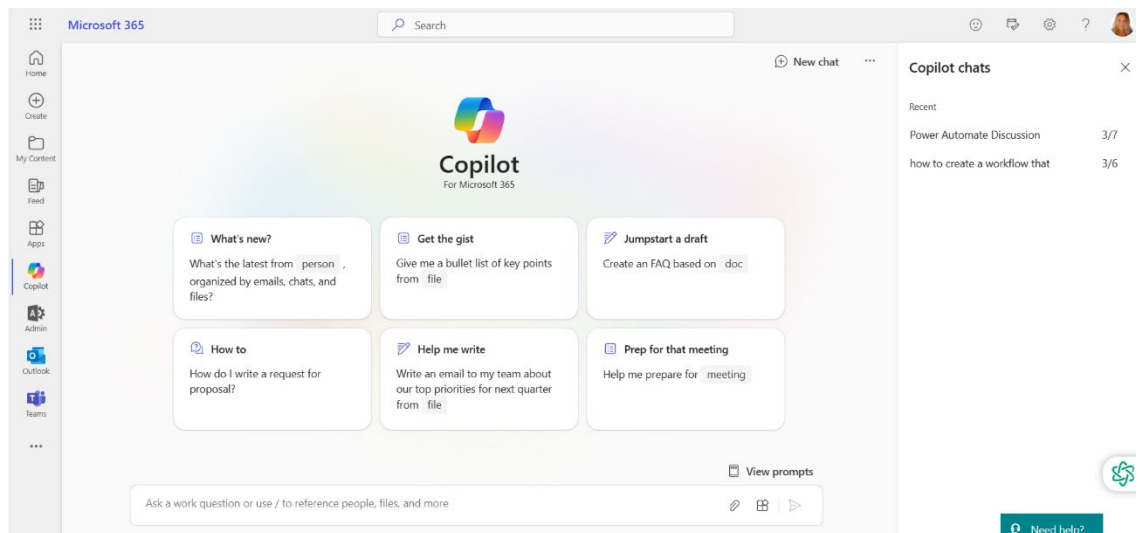 Microsoft 365
Search
Home
Create
My Content
Feed
Apps
Copilot
Admin
Outlook
Teams
New chat
Copilot
For Microsoft 365
What's new?
What's the latest from person ,
organized by emails, chats, and
files?
Get the gist
Give me a bullet list of key points
from file
Jumpstart a draft
Create an FAQ based on doc
How to
How do I write a request for
proposal?
Help me write
Write an email to my team about
our top priorities for next quarter
from file
Prep for that meeting
Help me prepare for meeting
View prompts
Ask a work question or use / to reference people, files, and more
Copilot chats
Recent
Power Automate Discussion 3/7
how to create a workflow that 3/6
Need help?